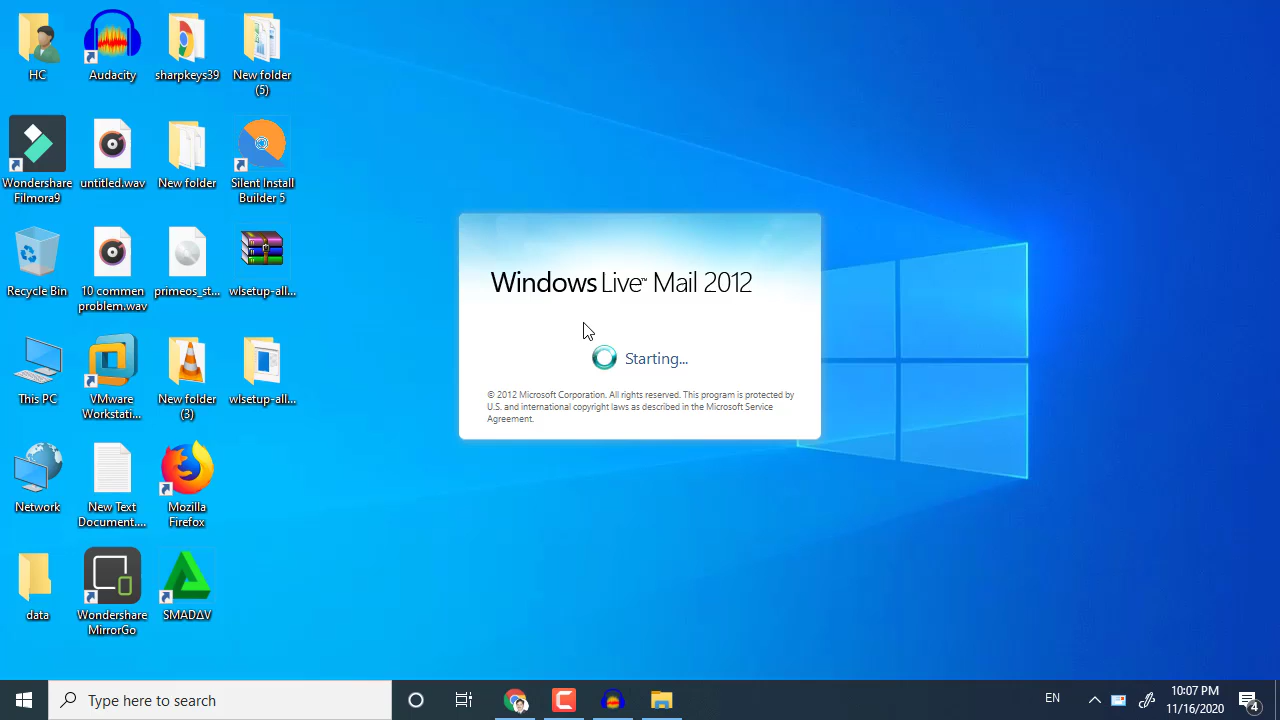 HC
Audacity
sharpkeys39
New folder
(5)
Wondershare
Filmora9
untitled.wav
New folder
Silent Install
Builder 5
Recycle Bin
10 commen
problem.wav
primeos_st...
wlsetup-all...
This PC
VMware
Workstati...
New folder
(3)
wlsetup-all...
Network
New Text
Document....
Mozilla
Firefox
data
Wondershare
MirrorGo
SMADΔV
Windows Live™ Mail 2012
Starting...
© 2012 Microsoft Corporation. All rights reserved. This program is protected by
U.S. and international copyright laws as described in the Microsoft Service
Agreement.
Type here to search
EN
10:07 PM
11/16/2020
4